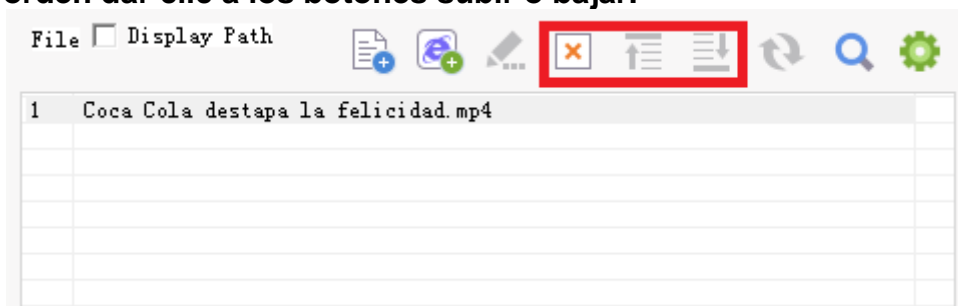 orden dar clic a los botones subir o bajar.
File Display Path
1 Coca Cola destapa la felicidad.mp4